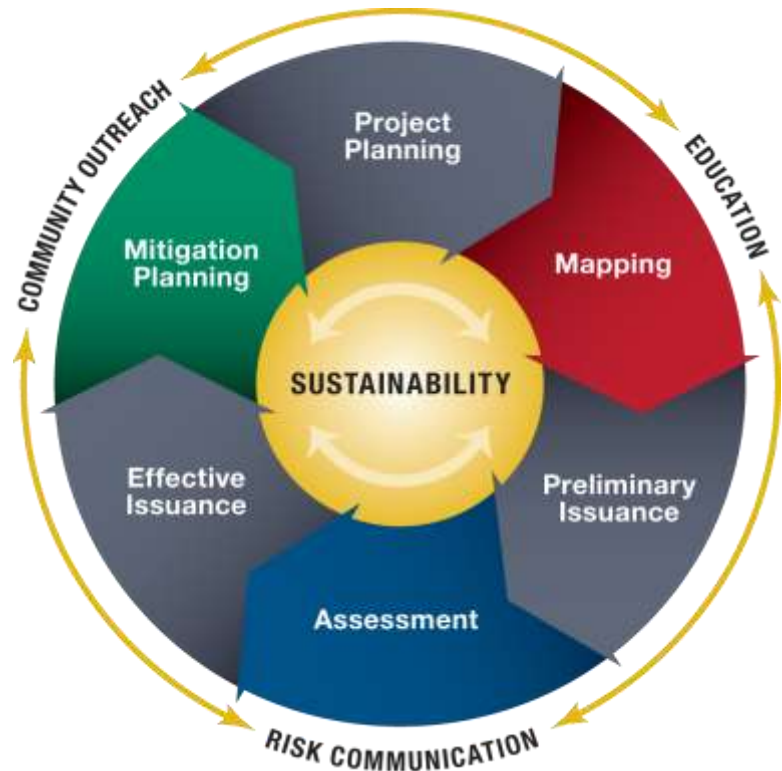 COMMUNITY OUTREACH
EDUCATION
Project
Planning
Mapping
Mitigation
Planning
SUSTAINABILITY
Effective
Issuance
Preliminary
Issuance
Assessment
RISK COMMUNICATION